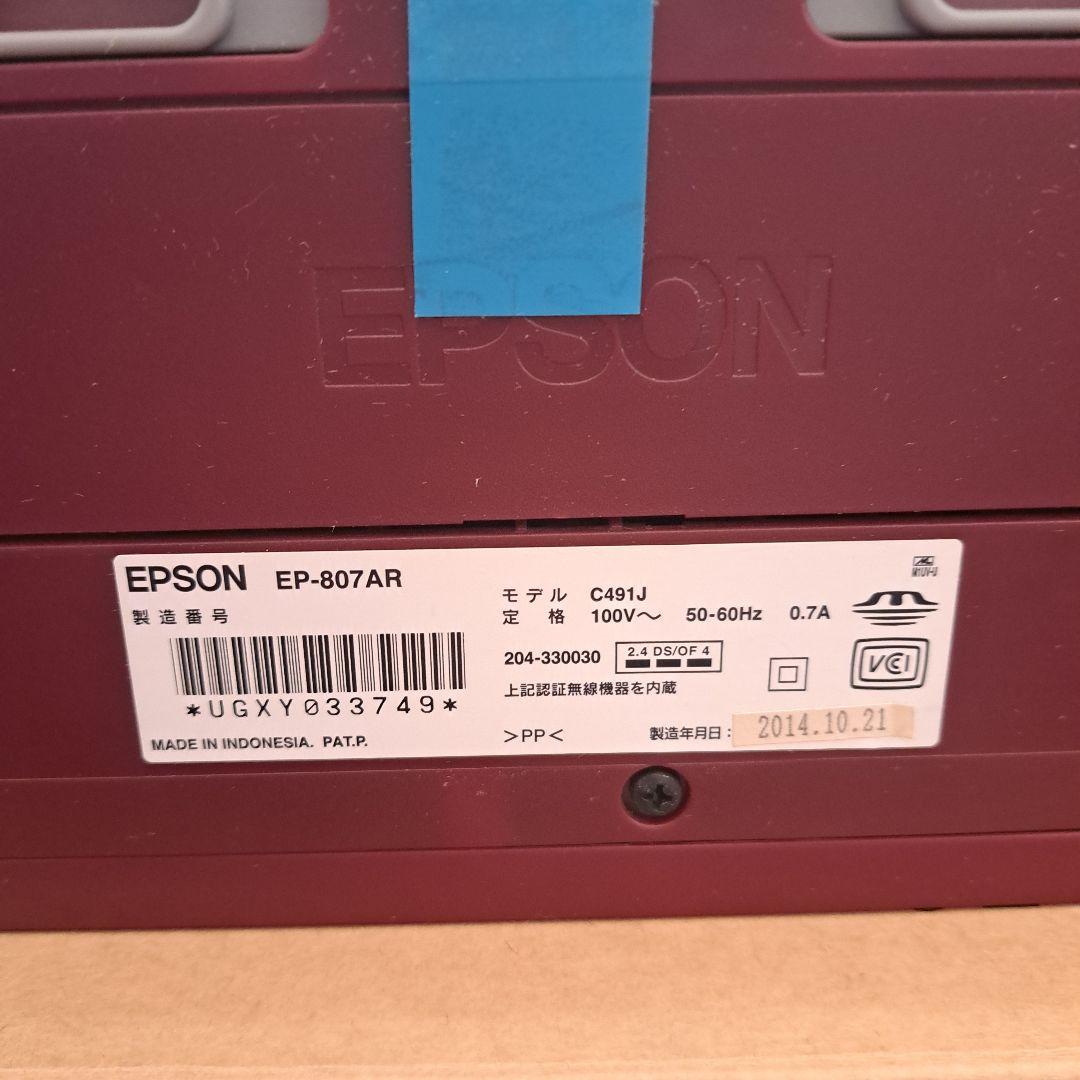 EPSON
EPSON EP-807AR
製造番号
*UGXY033749*
MADE IN INDONESIA. PAT.P.
モデル C491J
定格 100V～ 50-60Hz 0.7A
204-330030 2.4 DS/OF 4
上記認証無線機器を内蔵
>PP<
製造年月日: 2014.10.21
VCCI